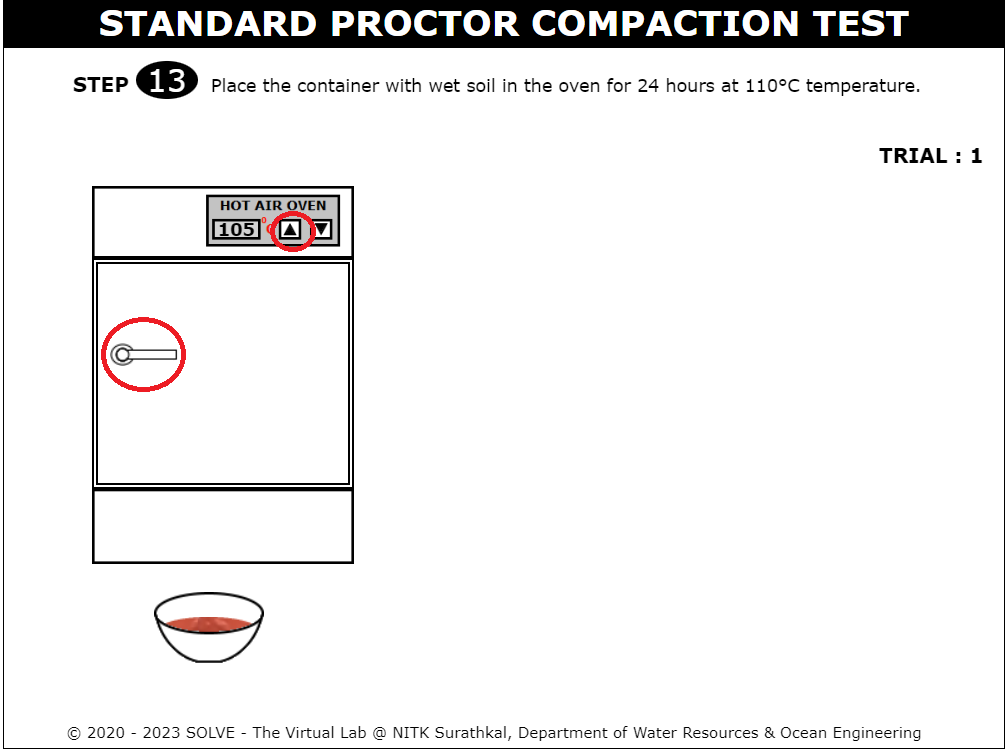 STANDARD PROCTOR COMPACTION TEST
STEP 13 Place the container with wet soil in the oven for 24 hours at 110°C temperature.
TRIAL : 1
HOT AIR OVEN
105 °C ▲ ▼
© 2020 - 2023 SOLVE - The Virtual Lab @ NITK Surathkal, Department of Water Resources & Ocean Engineering